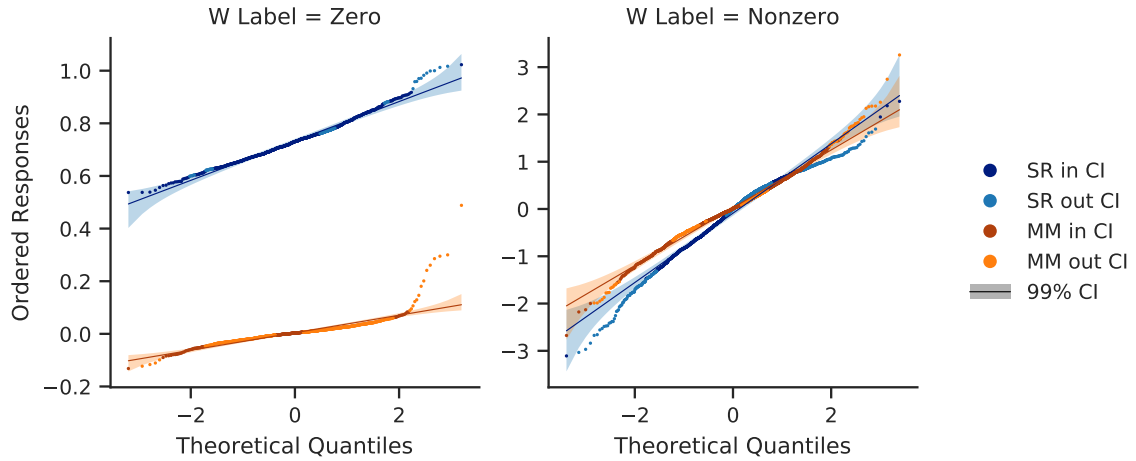 W Label = Zero
W Label = Nonzero
Ordered Responses
1.0
0.8
0.6
0.4
0.2
0.0
−0.2
−2
0
2
Theoretical Quantiles
3
2
1
0
−1
−2
−3
−2
0
2
Theoretical Quantiles
SR in CI
SR out CI
MM in CI
MM out CI
99% CI